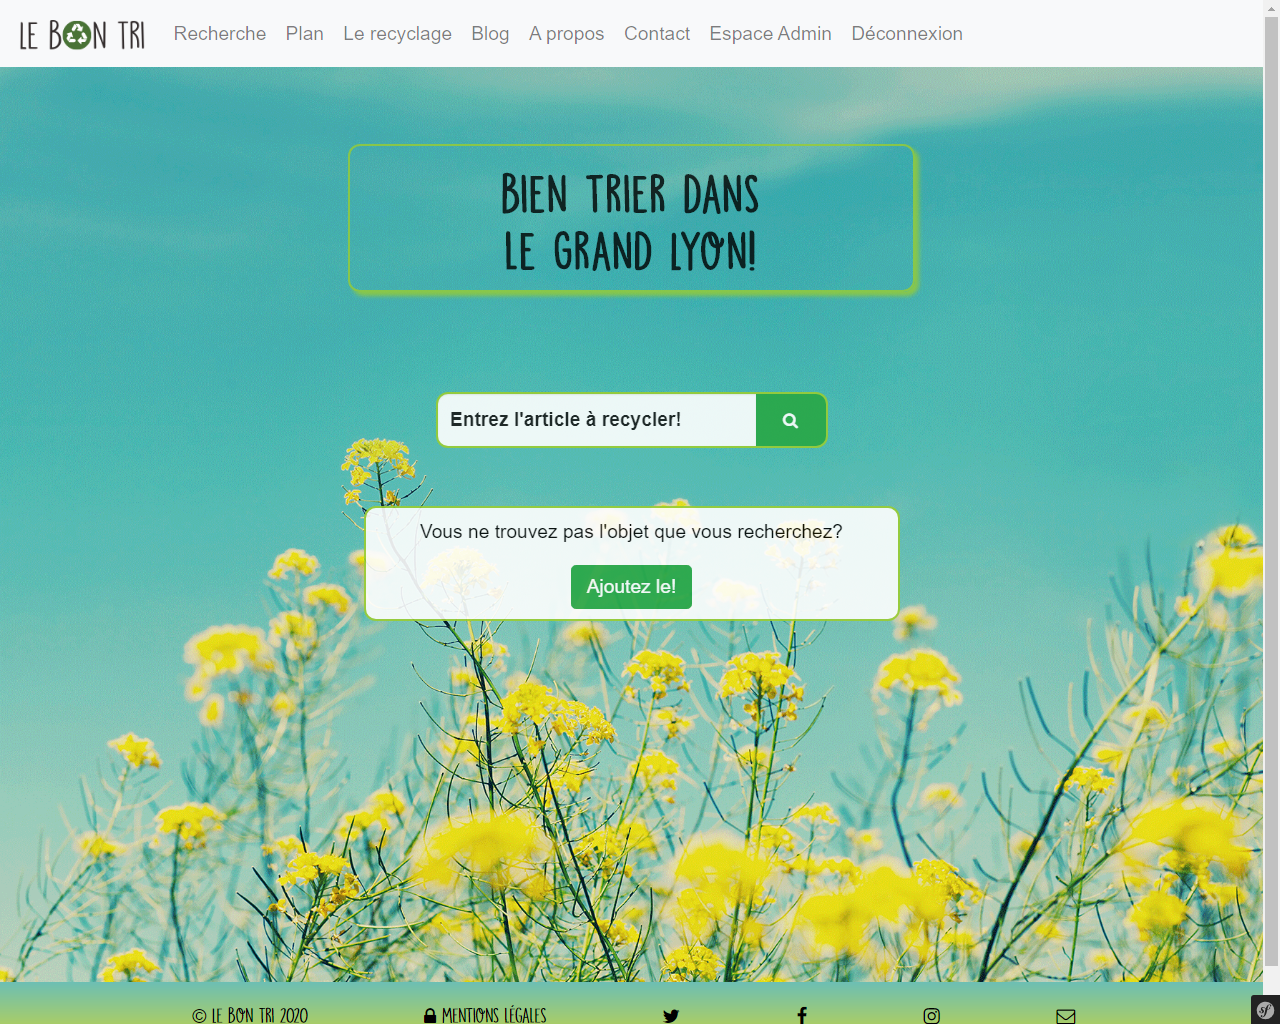 LE BON TRI
Recherche Plan Le recyclage Blog A propos Contact Espace Admin Déconnexion
BIEN TRIER DANS
LE GRAND LYON!
Entrez l'article à recycler!
Vous ne trouvez pas l'objet que vous recherchez?
Ajoutez le!
© LE BON TRI 2020 MENTIONS LÉGALES
sf